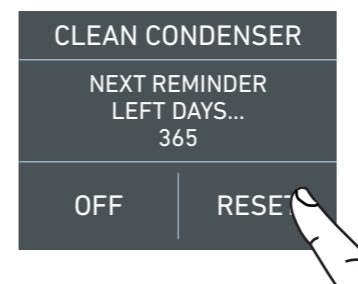 CLEAN CONDENSER
NEXT REMINDER
LEFT DAYS...
365
OFF
RESET